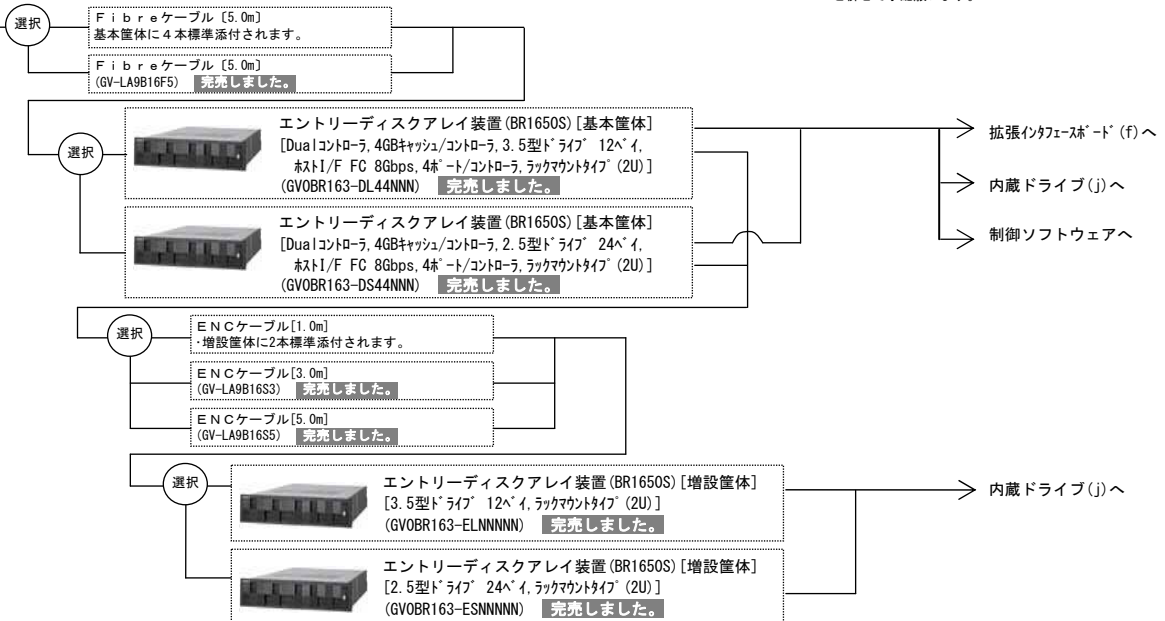 選択
Ｆｉｂｒｅケーブル［5.0m］
基本筐体に４本標準添付されます。
Ｆｉｂｒｅケーブル［5.0m］
(GV-LA9B16F5) 完売しました。
選択
エントリーディスクアレイ装置(BR1650S)[基本筐体]
[Dualｺﾝﾄﾛｰﾗ,4GBｷｬｯｼｭ/ｺﾝﾄﾛｰﾗ,3.5型ﾄﾞﾗｲﾌﾞ 12ﾍﾞｲ,
ﾎｽﾄI/F FC 8Gbps,4ﾎﾟｰﾄ/ｺﾝﾄﾛｰﾗ,ﾗｯｸﾏｳﾝﾄﾀｲﾌﾟ(2U)]
(GVOBR163-DL44NNN) 完売しました。
エントリーディスクアレイ装置(BR1650S)[基本筐体]
[Dualｺﾝﾄﾛｰﾗ,4GBｷｬｯｼｭ/ｺﾝﾄﾛｰﾗ,2.5型ﾄﾞﾗｲﾌﾞ 24ﾍﾞｲ,
ﾎｽﾄI/F FC 8Gbps,4ﾎﾟｰﾄ/ｺﾝﾄﾛｰﾗ,ﾗｯｸﾏｳﾝﾄﾀｲﾌﾟ(2U)]
(GVOBR163-DS44NNN) 完売しました。
拡張ｲﾝﾀﾌｪｰｽﾎﾞｰﾄﾞ(f)へ
内蔵ドライブ(j)へ
制御ソフトウェアへ
選択
ＥＮＣケーブル[1.0m]
・増設筐体に2本標準添付されます。
ＥＮＣケーブル[3.0m]
(GV-LA9B16S3) 完売しました。
ＥＮＣケーブル[5.0m]
(GV-LA9B16S5) 完売しました。
選択
エントリーディスクアレイ装置(BR1650S)[増設筐体]
[3.5型ﾄﾞﾗｲﾌﾞ 12ﾍﾞｲ,ﾗｯｸﾏｳﾝﾄﾀｲﾌﾟ(2U)]
(GVOBR163-ELNNNNN) 完売しました。
エントリーディスクアレイ装置(BR1650S)[増設筐体]
[2.5型ﾄﾞﾗｲﾌﾞ 24ﾍﾞｲ,ﾗｯｸﾏｳﾝﾄﾀｲﾌﾟ(2U)]
(GVOBR163-ESNNNNN) 完売しました。
内蔵ドライブ(j)へ